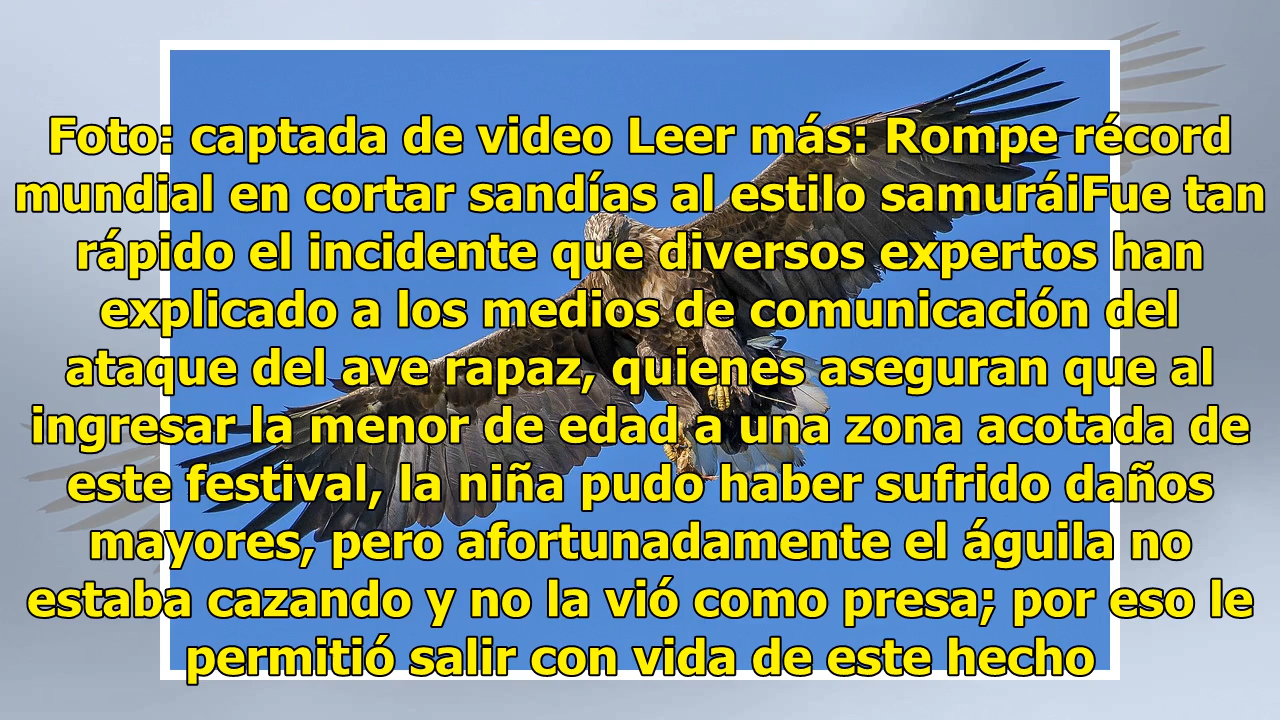 Foto: captada de video Leer más: Rompe récord
mundial en cortar sandías al estilo samuráiFue tan
rápido el incidente que diversos expertos han
explicado a los medios de comunicación del
ataque del ave rapaz, quienes aseguran que al
ingresar la menor de edad a una zona acotada de
este festival, la niña pudo haber sufrido daños
mayores, pero afortunadamente el águila no
estaba cazando y no la vió como presa; por eso le
permitió salir con vida de este hecho